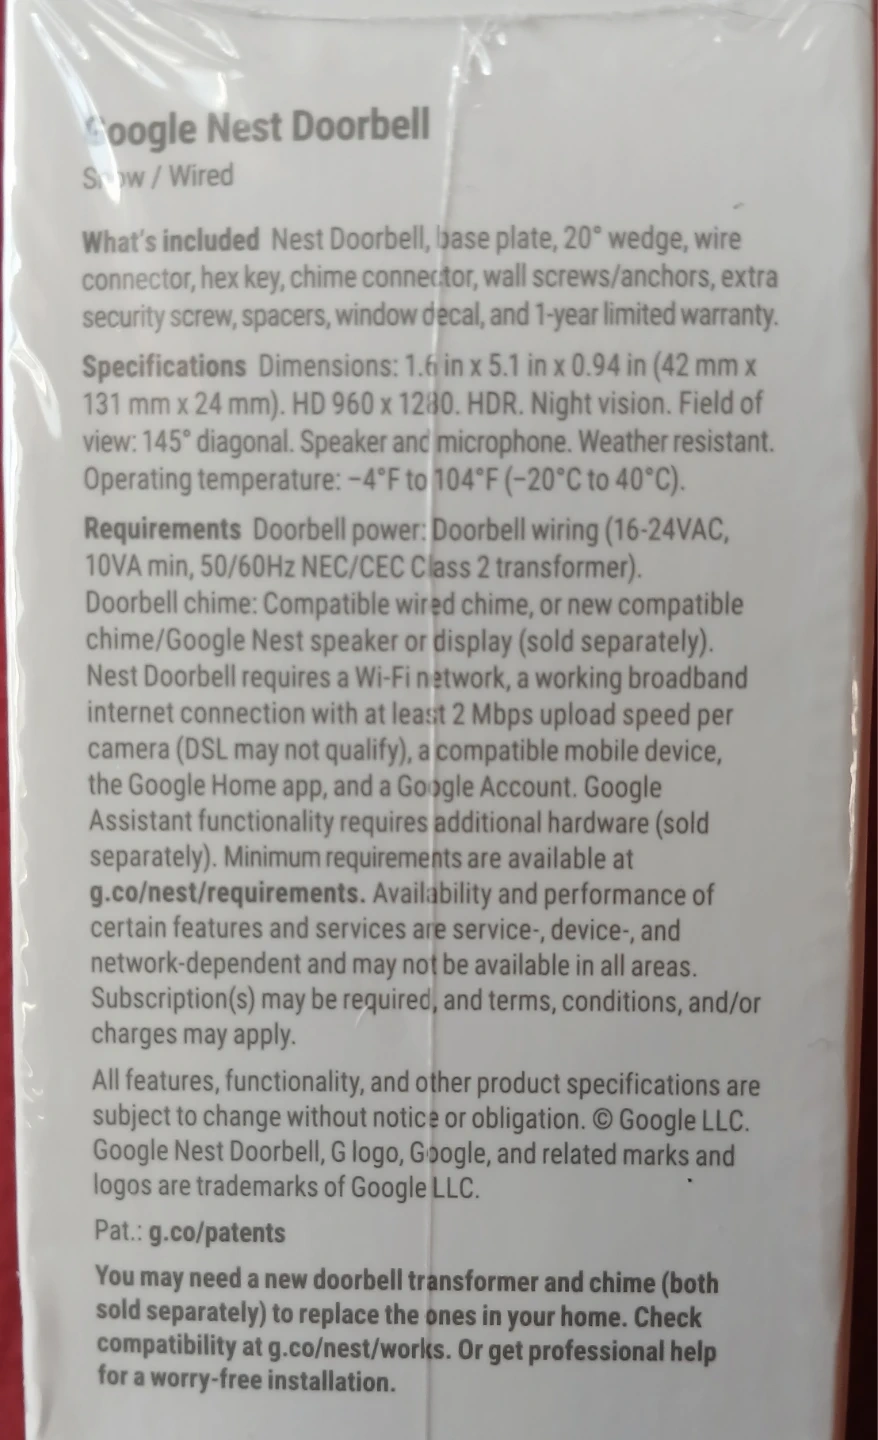 Google Nest Doorbell
Snow / Wired
What's included Nest Doorbell, base plate, 20° wedge, wire
connector, hex key, chime connector, wall screws/anchors, extra
security screw, spacers, window decal, and 1-year limited warranty.
Specifications Dimensions: 1.6 in x 5.1 in x 0.94 in (42 mm x
131 mm x 24 mm). HD 960 x 1280. HDR. Night vision. Field of
view: 145° diagonal. Speaker and microphone. Weather resistant.
Operating temperature: −4°F to 104°F (−20°C to 40°C).
Requirements Doorbell power: Doorbell wiring (16-24VAC,
10VA min, 50/60Hz NEC/CEC Class 2 transformer).
Doorbell chime: Compatible wired chime, or new compatible
chime/Google Nest speaker or display (sold separately).
Nest Doorbell requires a Wi-Fi network, a working broadband
internet connection with at least 2 Mbps upload speed per
camera (DSL may not qualify), a compatible mobile device,
the Google Home app, and a Google Account. Google
Assistant functionality requires additional hardware (sold
separately). Minimum requirements are available at
g.co/nest/requirements. Availability and performance of
certain features and services are service-, device-, and
network-dependent and may not be available in all areas.
Subscription(s) may be required, and terms, conditions, and/or
charges may apply.
All features, functionality, and other product specifications are
subject to change without notice or obligation. © Google LLC.
Google Nest Doorbell, G logo, Google, and related marks and
logos are trademarks of Google LLC.
Pat.: g.co/patents
You may need a new doorbell transformer and chime (both
sold separately) to replace the ones in your home. Check
compatibility at g.co/nest/works. Or get professional help
for a worry-free installation.